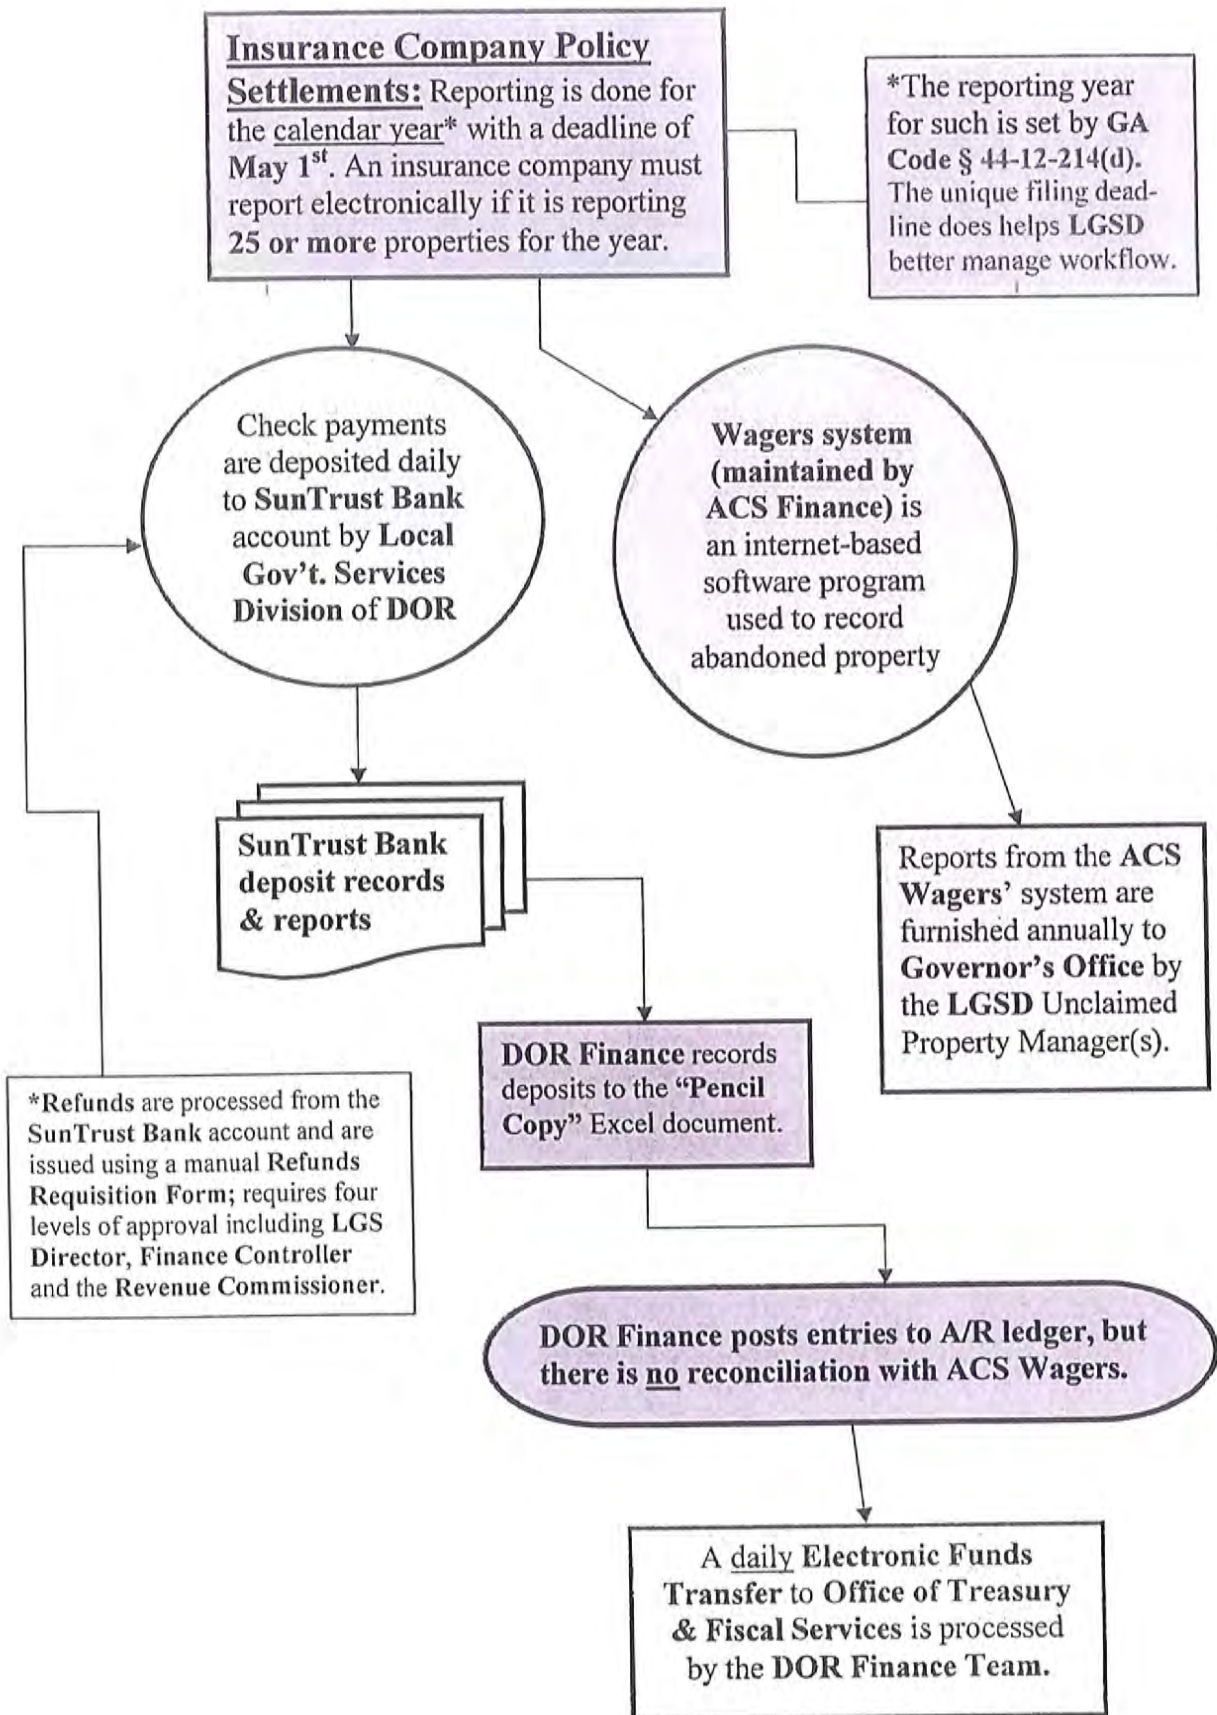 Insurance Company Policy
Settlements: Reporting is done for
the calendar year* with a deadline of
May 1st. An insurance company must
report electronically if it is reporting
25 or more properties for the year.
*The reporting year
for such is set by GA
Code § 44-12-214(d).
The unique filing dead-
line does helps LGSD
better manage workflow.
Check payments
are deposited daily
to SunTrust Bank
account by Local
Gov't. Services
Division of DOR
Wagers system
(maintained by
ACS Finance) is
an internet-based
software program
used to record
abandoned property
SunTrust Bank
deposit records
& reports
Reports from the ACS
Wagers' system are
furnished annually to
Governor's Office by
the LGSD Unclaimed
Property Manager(s).
DOR Finance records
deposits to the “Pencil
Copy” Excel document.
*Refunds are processed from the
SunTrust Bank account and are
issued using a manual Refunds
Requisition Form; requires four
levels of approval including LGS
Director, Finance Controller
and the Revenue Commissioner.
DOR Finance posts entries to A/R ledger, but
there is no reconciliation with ACS Wagers.
A daily Electronic Funds
Transfer to Office of Treasury
& Fiscal Services is processed
by the DOR Finance Team.